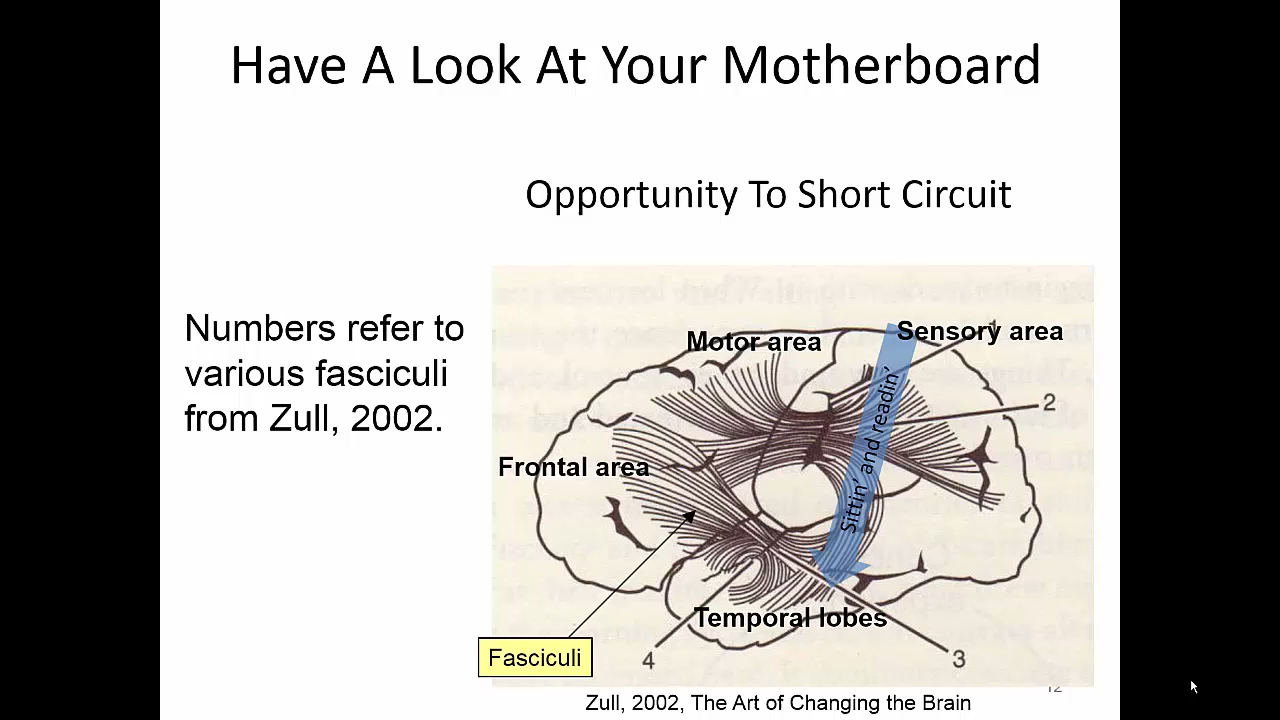 Have A Look At Your Motherboard
Opportunity To Short Circuit
Numbers refer to
various fasciculi
from Zull, 2002.
Motor area
Sensory area
2
Sittin’ and readin’
Frontal area
Temporal lobes
Fasciculi
4
3
12
Zull, 2002, The Art of Changing the Brain